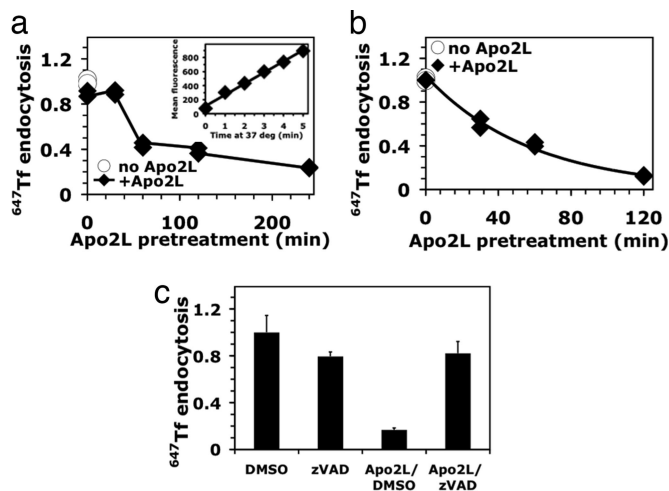 a
647Tf endocytosis
1.2
0.8
0.4
0
0
80
160
200
Apo2L pretreatment (min)
no Apo2L
+Apo2L
Mean fluorescence
800
600
400
200
0
0 1 2 3 4 5
Time at 37 deg (min)
b
647Tf endocytosis
1.2
0.8
0.4
0
0 40 80 120
Apo2L pretreatment (min)
no Apo2L
+Apo2L
c
647Tf endocytosis
1.2
0.8
0.4
0
DMSO
zVAD
Apo2L/
DMSO
Apo2L/
zVAD